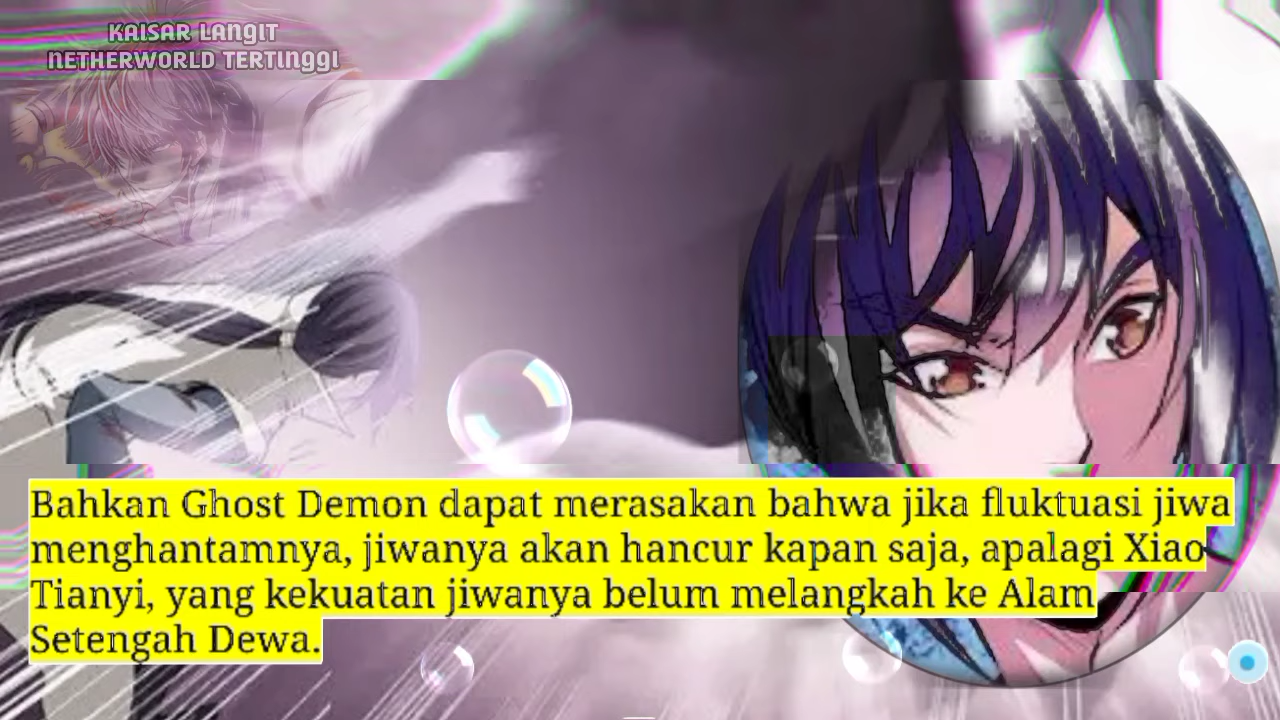 KAISAR LANGIT
NETHERWORLD TERTINGGI
Bahkan Ghost Demon dapat merasakan bahwa jika fluktuasi jiwa
menghantamnya, jiwanya akan hancur kapan saja, apalagi Xiao
Tianyi, yang kekuatan jiwanya belum melangkah ke Alam
Setengah Dewa.